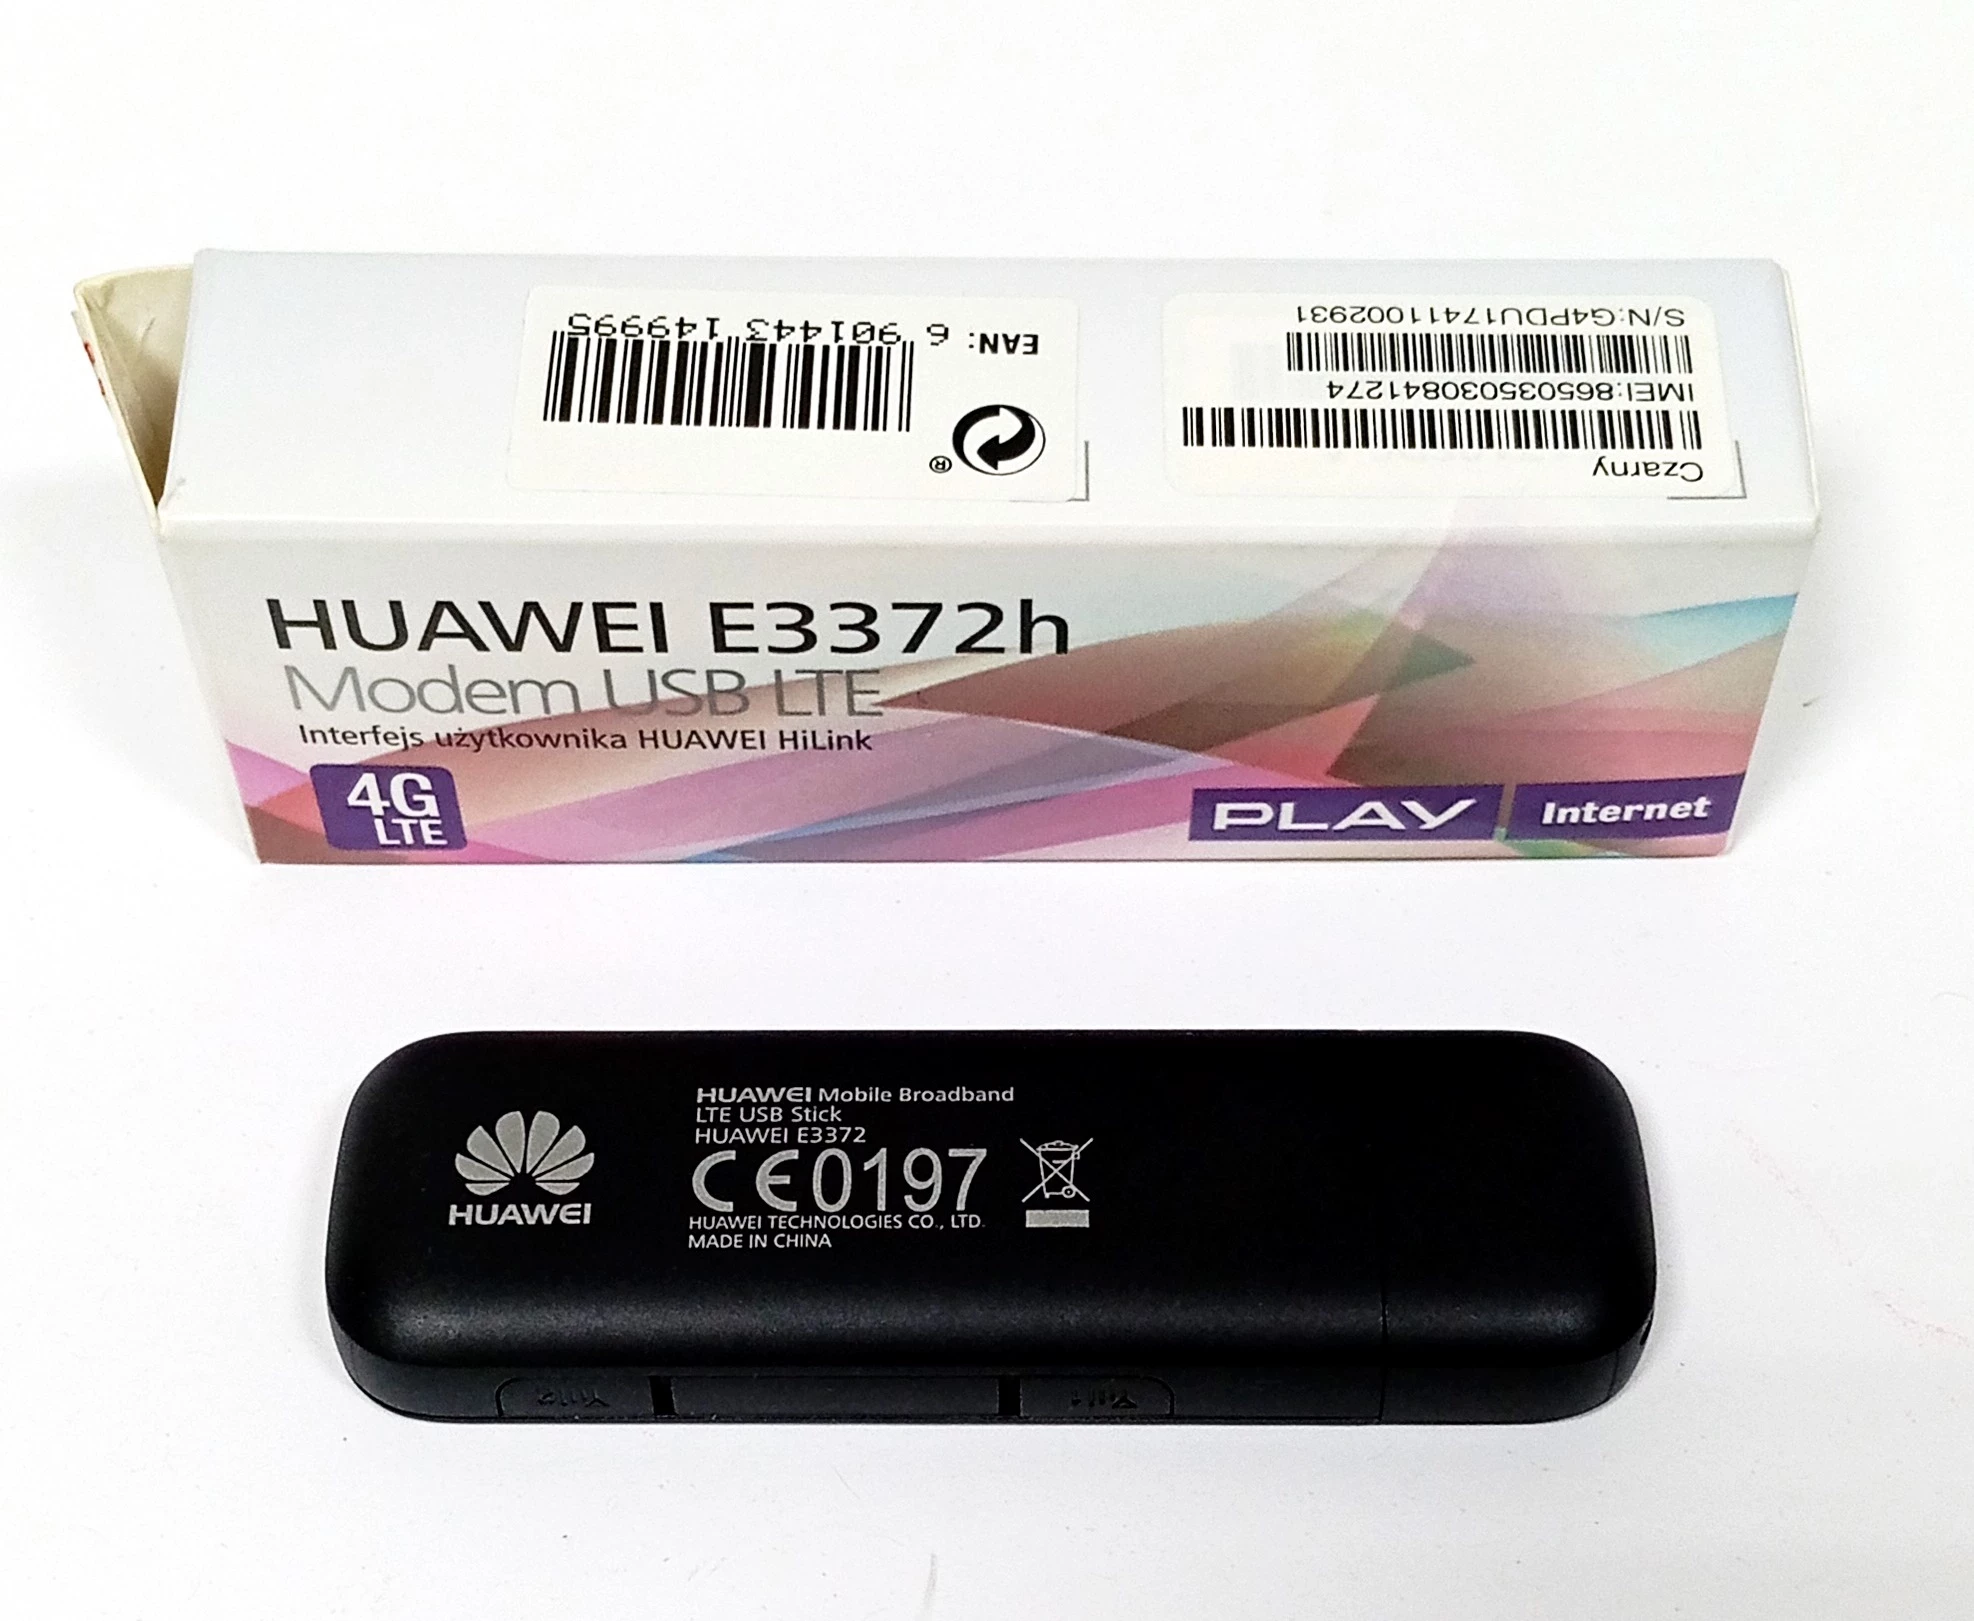 Czarny
IMEI:865035030841274
S/N:G4PDU17411002931
®
EAN: 6 901443 149995
HUAWEI E3372h
Modem USB LTE
Interfejs użytkownika HUAWEI HiLink
4G
LTE
PLAY Internet
HUAWEI
HUAWEI Mobile Broadband
LTE USB Stick
HUAWEI E3372
CE0197
HUAWEI TECHNOLOGIES CO., LTD.
MADE IN CHINA